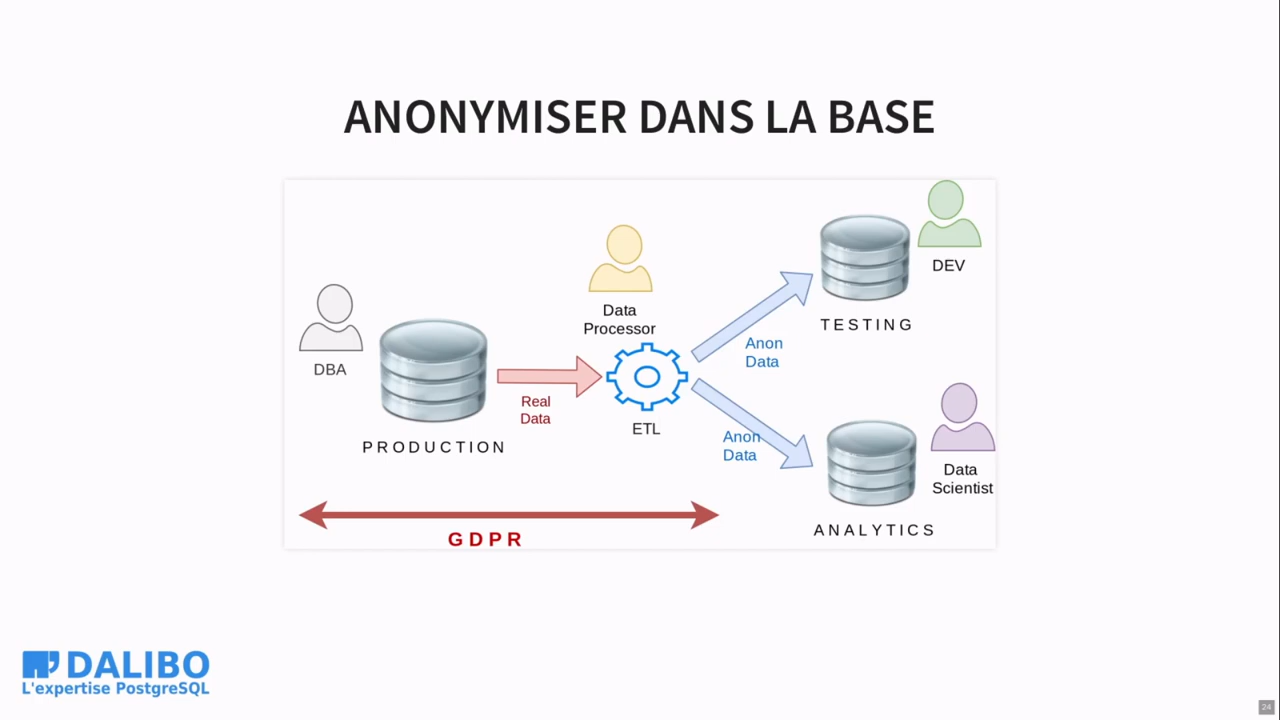 ANONYMISER DANS LA BASE
DBA
PRODUCTION
Real
Data
Data
Processor
ETL
Anon
Data
Anon
Data
DEV
TESTING
Data
Scientist
ANALYTICS
GDPR
DALIBO
L'expertise PostgreSQL
24